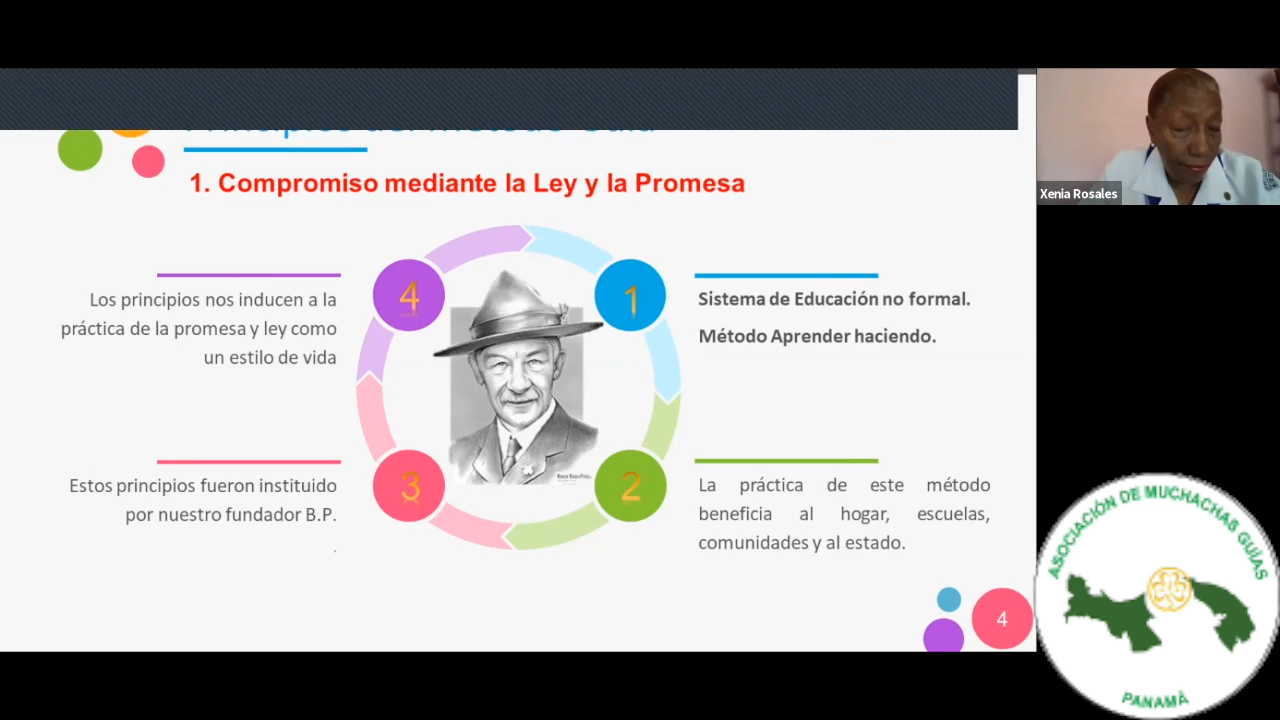 1. Compromiso mediante la Ley y la Promesa
4
1
Los principios nos inducen a la
práctica de la promesa y ley como
un estilo de vida
Sistema de Educación no formal.
Método Aprender haciendo.
3
2
Estos principios fueron instituido
por nuestro fundador B.P.
.
La práctica de este método
beneficia al hogar, escuelas,
comunidades y al estado.
4
Xenia Rosales
ASOCIACIÓN DE MUCHACHAS GUÍAS
PANAMÁ